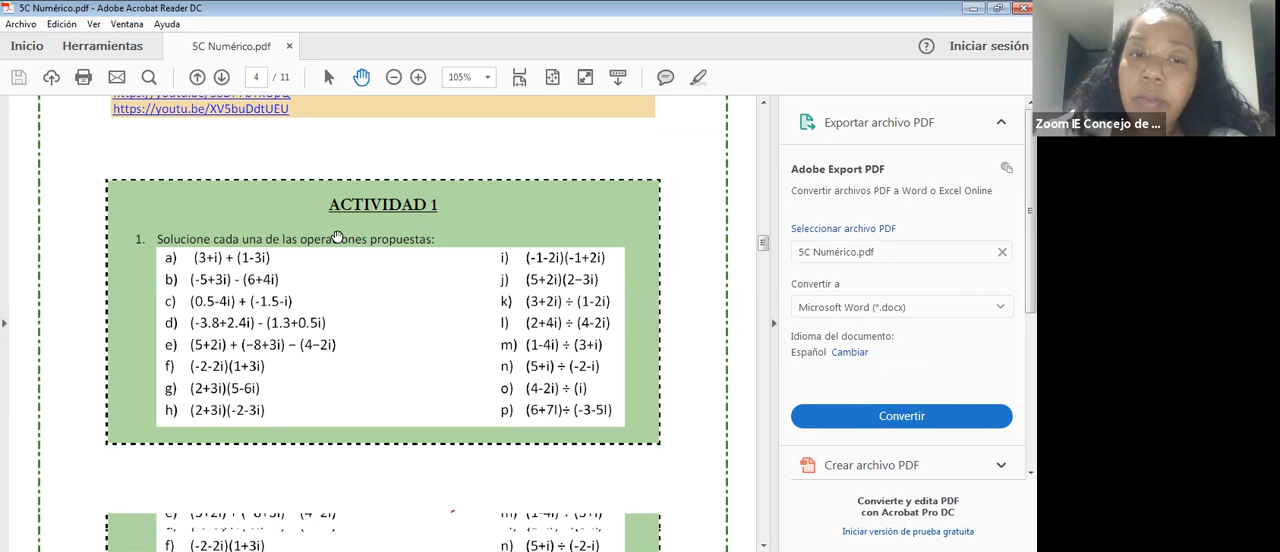 5C Numérico.pdf - Adobe Acrobat Reader DC
Archivo Edición Ver Ventana Ayuda
Inicio Herramientas 5C Numérico.pdf × Iniciar sesión
4 / 11 105%
https://youtu.be/XV5buDdtUEU
ACTIVIDAD 1
1. Solucione cada una de las operaciones propuestas:
a) (3+i) + (1-3i)
b) (-5+3i) - (6+4i)
c) (0.5-4i) + (-1.5-i)
d) (-3.8+2.4i) - (1.3+0.5i)
e) (5+2i) + (−8+3i) − (4−2i)
f) (-2-2i)(1+3i)
g) (2+3i)(5-6i)
h) (2+3i)(-2-3i)
i) (-1-2i)(-1+2i)
j) (5+2i)(2−3i)
k) (3+2i) ÷ (1-2i)
l) (2+4i) ÷ (4-2i)
m) (1-4i) ÷ (3+i)
n) (5+i) ÷ (-2-i)
o) (4-2i) ÷ (i)
p) (6+7I)÷ (-3-5I)
f) (-2-2i)(1+3i)
n) (5+i) ÷ (-2-i)
Exportar archivo PDF
Adobe Export PDF
Convertir archivos PDF a Word o Excel Online
Seleccionar archivo PDF
5C Numérico.pdf
Convertir a
Microsoft Word (*.docx)
Idioma del documento:
Español Cambiar
Convertir
Crear archivo PDF
Convierte y edita PDF
con Acrobat Pro DC
Iniciar versión de prueba gratuita
Zoom IE Concejo de ...